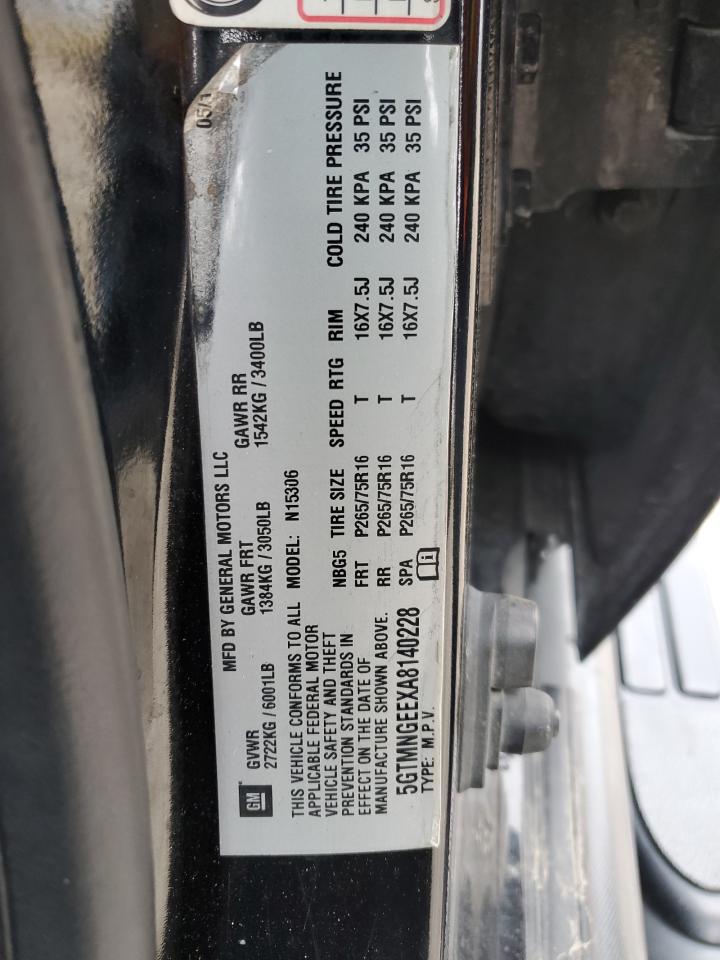 05/1
MFD BY GENERAL MOTORS LLC
GM
GVWR GAWR FRT GAWR RR
2722KG / 6001LB 1384KG / 3050LB 1542KG / 3400LB
THIS VEHICLE CONFORMS TO ALL
APPLICABLE FEDERAL MOTOR
VEHICLE SAFETY AND THEFT
PREVENTION STANDARDS IN
EFFECT ON THE DATE OF
MANUFACTURE SHOWN ABOVE.
5GTMNGEEXA8140228
TYPE: M.P.V.
MODEL: N15306
NBG5 TIRE SIZE SPEED RTG RIM COLD TIRE PRESSURE
FRT P265/75R16 T 16X7.5J 240 KPA 35 PSI
RR P265/75R16 T 16X7.5J 240 KPA 35 PSI
SPA P265/75R16 T 16X7.5J 240 KPA 35 PSI